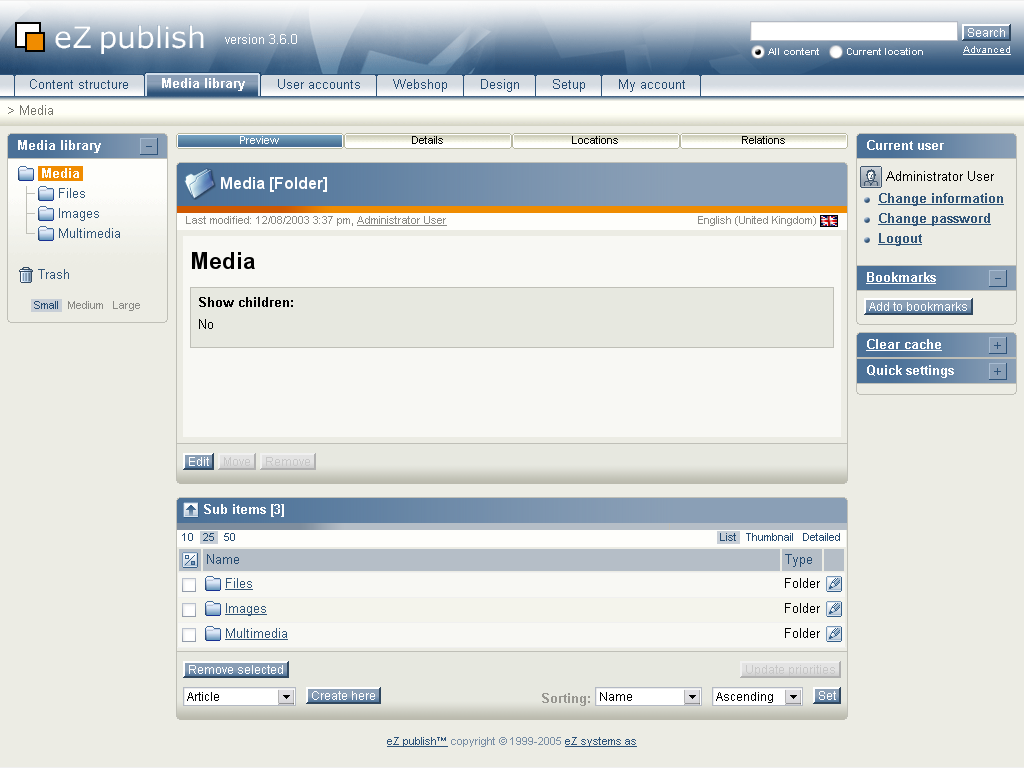 eZ publish version 3.6.0
Search
All content Current location Advanced
Content structure Media library User accounts Webshop Design Setup My account
> Media
Media library
Media
Files
Images
Multimedia
Trash
Small Medium Large
Preview Details Locations Relations
Media [Folder]
Last modified: 12/08/2003 3:37 pm, Administrator User English (United Kingdom)
Media
Show children:
No
Edit Move Remove
Sub items [3]
10 25 50 List Thumbnail Detailed
Name Type
Files Folder
Images Folder
Multimedia Folder
Remove selected Update priorities
Article Create here Sorting: Name Ascending Set
Current user
Administrator User
Change information
Change password
Logout
Bookmarks
Add to bookmarks
Clear cache
Quick settings
eZ publish™ copyright © 1999-2005 eZ systems as